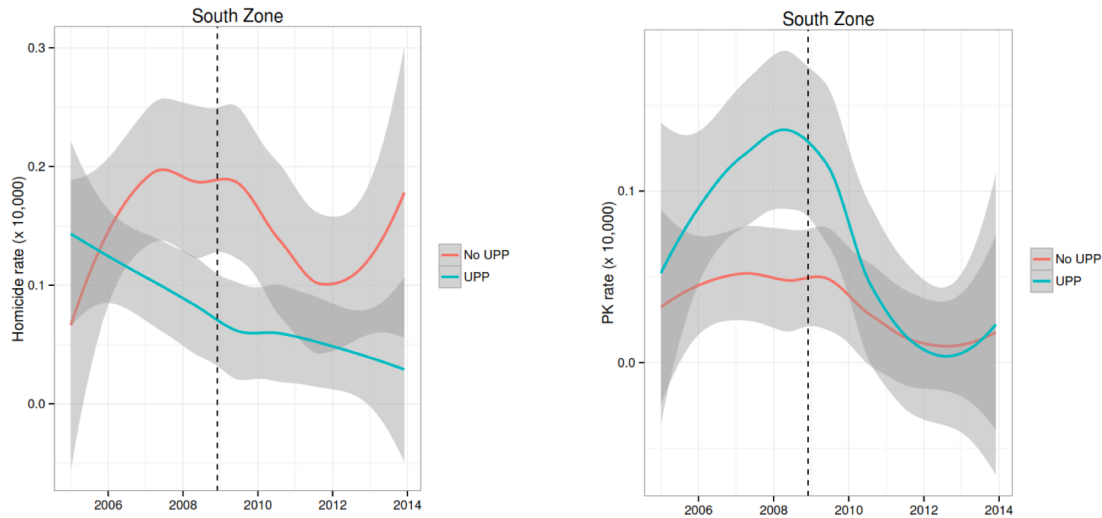 South Zone
Homicide rate (x 10,000)
0.3
0.2
0.1
0.0
2006 2008 2010 2012 2014
No UPP
UPP
South Zone
PK rate (x 10,000)
0.1
0.0
2006 2008 2010 2012 2014
No UPP
UPP